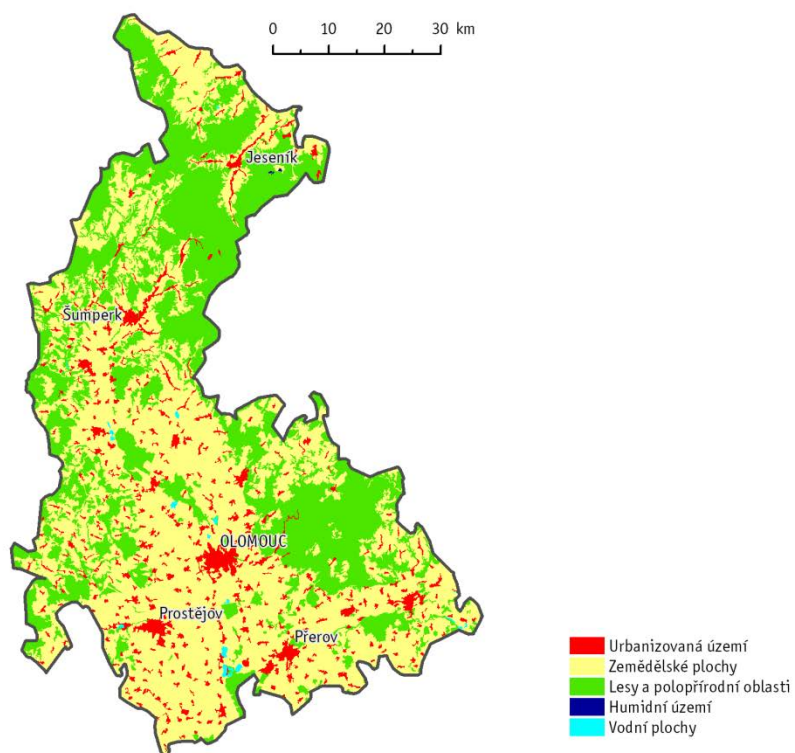 0 10 20 30 km
Jeseník
Šumperk
OLOMOUC
Prostějov
Přerov
Urbanizovaná území
Zemědělské plochy
Lesy a polopřírodní oblasti
Humidní území
Vodní plochy